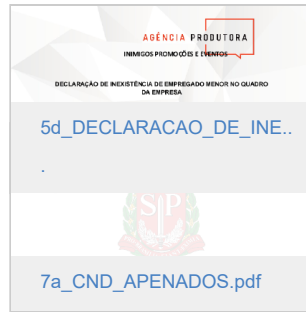 AGÊNCIA PRODUTORA
INIMIGOS PROMOÇÕES E EVENTOS
DECLARAÇÃO DE INEXISTÊNCIA DE EMPREGADO MENOR NO QUADRO
DA EMPRESA
5d_DECLARACAO_DE_INE..
.
SP
7a_CND_APENADOS.pdf